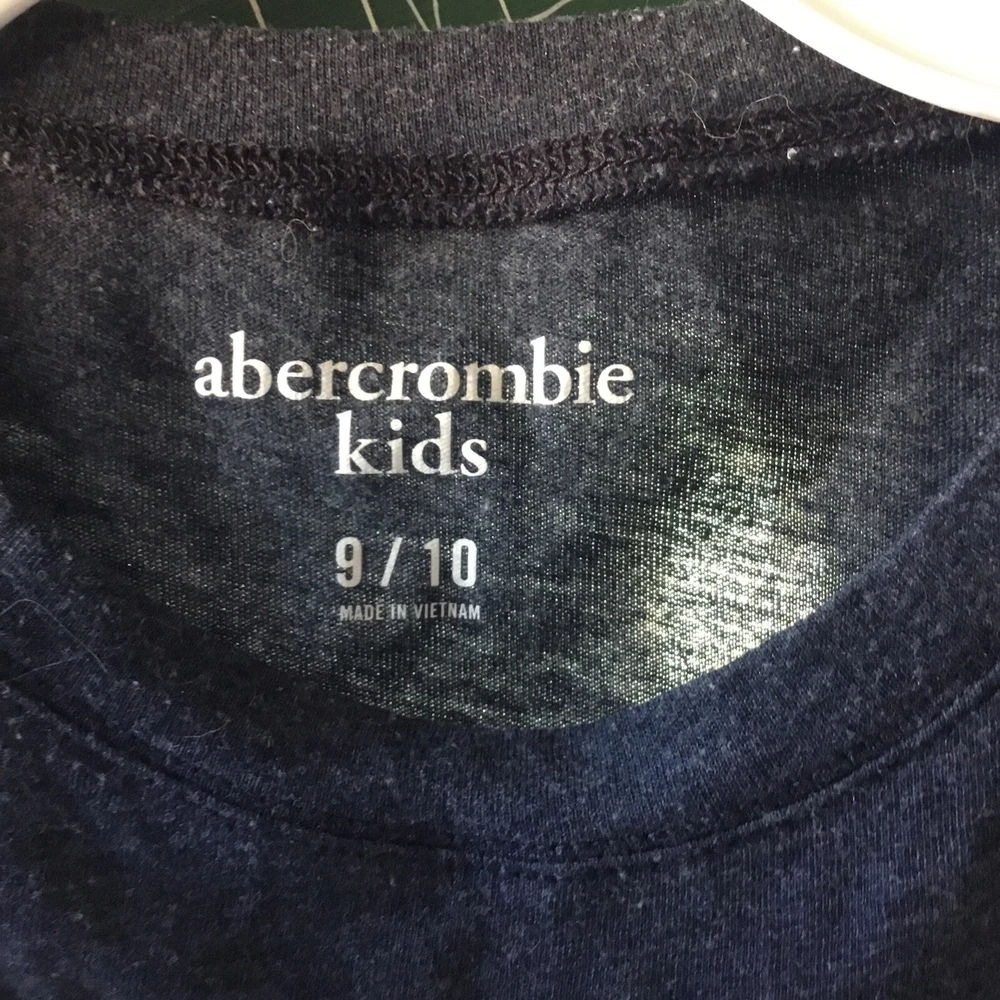 abercrombie
kids
9 / 10
MADE IN VIETNAM